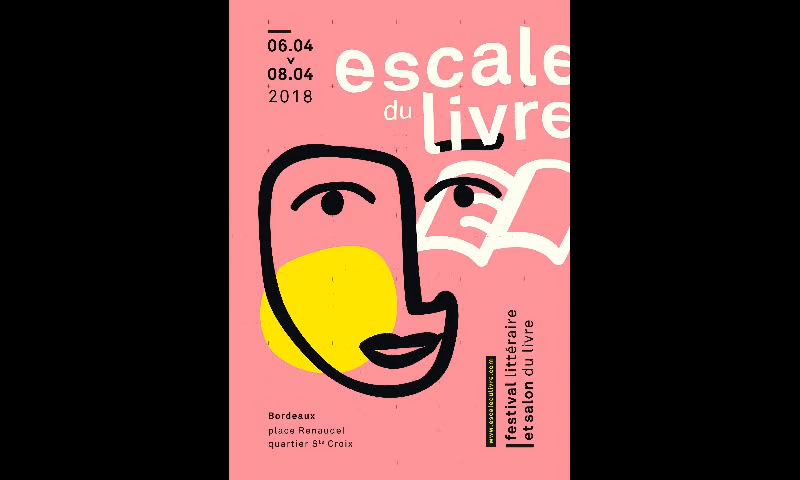 06.04
v
08.04
2018
escale
du livre
festival littéraire
et salon du livre
www.escaledulivre.com
Bordeaux
place Renaudel
quartier Ste Croix